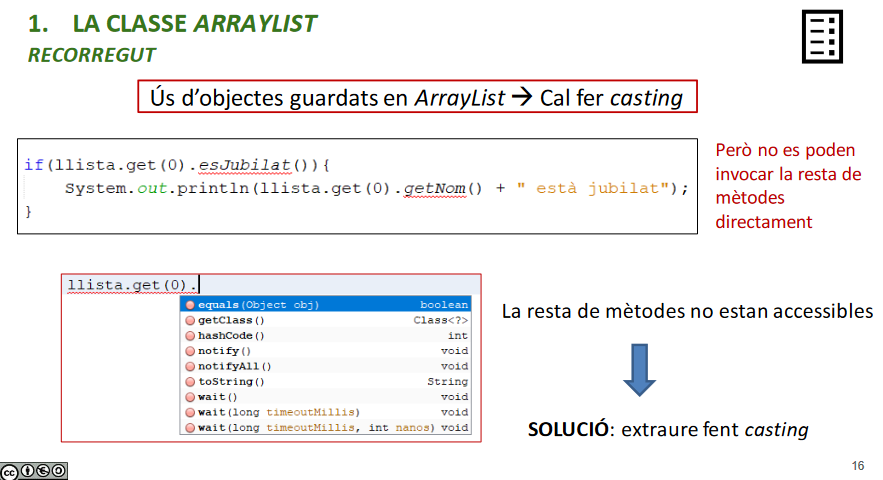 1. LA CLASSE ARRAYLIST
RECORREGUT
Ús d'objectes guardats en ArrayList → Cal fer casting
if(llista.get(0).esJubilat()){
System.out.println(llista.get(0).getNom() + " està jubilat");
}
Però no es poden
invocar la resta de
mètodes
directament
llista.get(0).
equals(Object obj) boolean
getClass() Class<?>
hashCode() int
notify() void
notifyAll() void
toString() String
wait() void
wait(long timeoutMillis) void
wait(long timeoutMillis, int nanos) void
La resta de mètodes no estan accessibles
SOLUCIÓ: extraure fent casting
16
cc